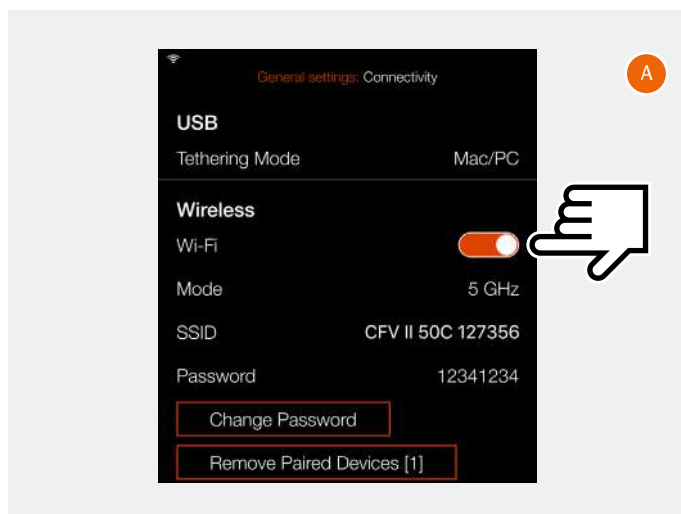 General settings: Connectivity
A
USB
Tethering Mode Mac/PC
Wireless
Wi-Fi
Mode 5 GHz
SSID CFV II 50C 127356
Password 12341234
Change Password
Remove Paired Devices [1]